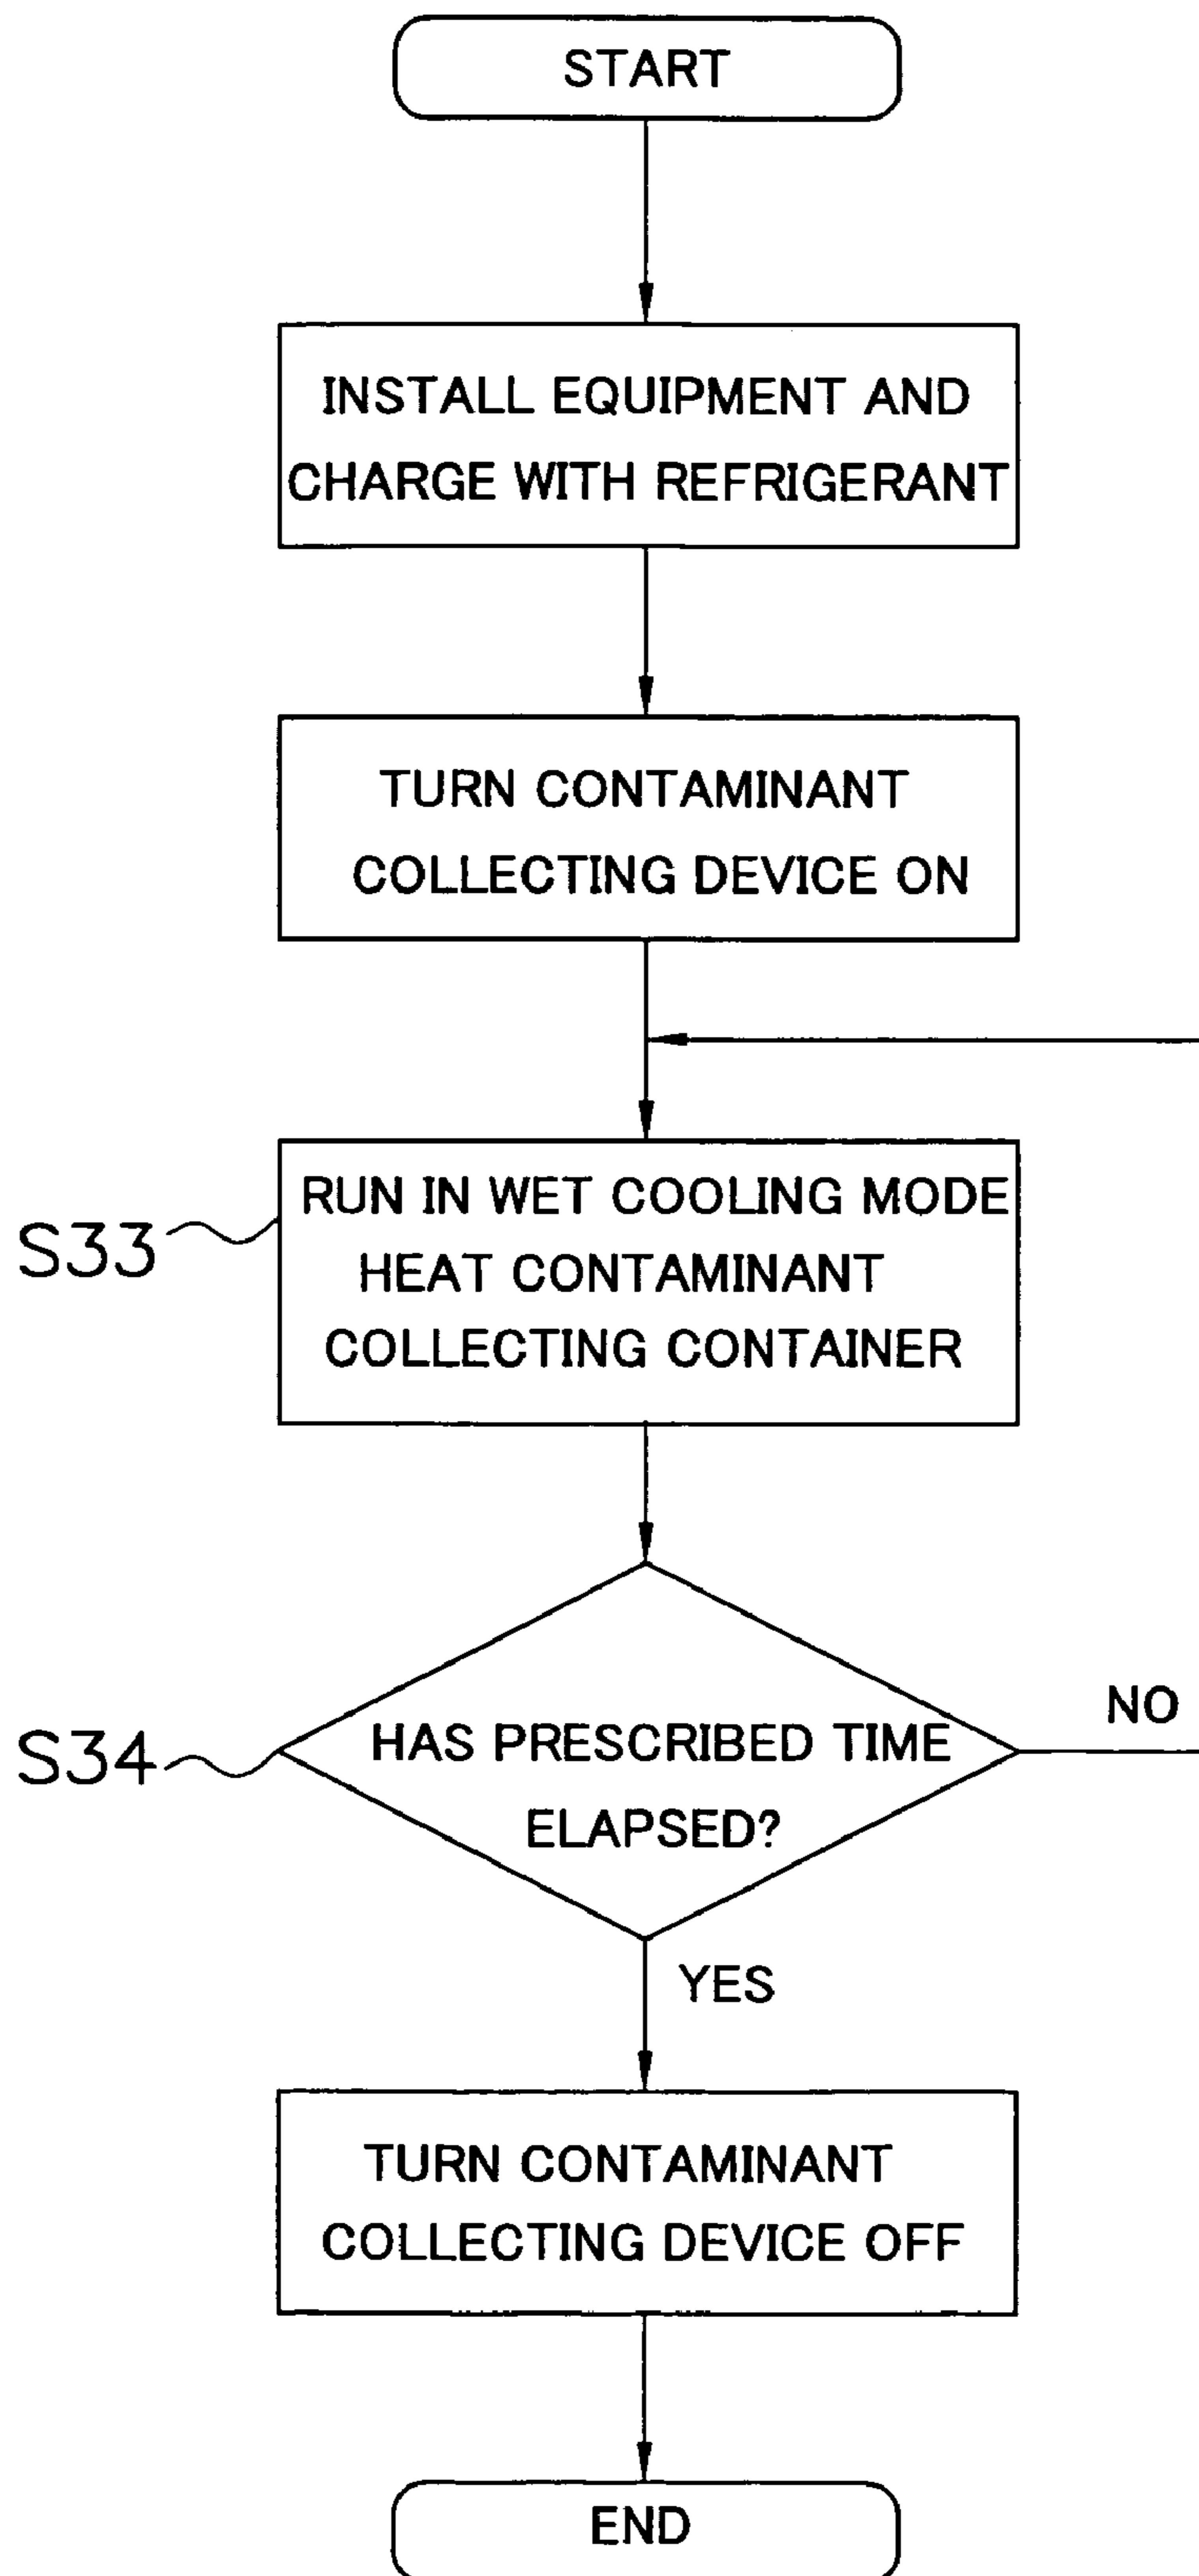 START
INSTALL EQUIPMENT AND
CHARGE WITH REFRIGERANT
TURN CONTAMINANT
COLLECTING DEVICE ON
S33
RUN IN WET COOLING MODE
HEAT CONTAMINANT
COLLECTING CONTAINER
S34
HAS PRESCRIBED TIME
ELAPSED?
NO
YES
TURN CONTAMINANT
COLLECTING DEVICE OFF
END